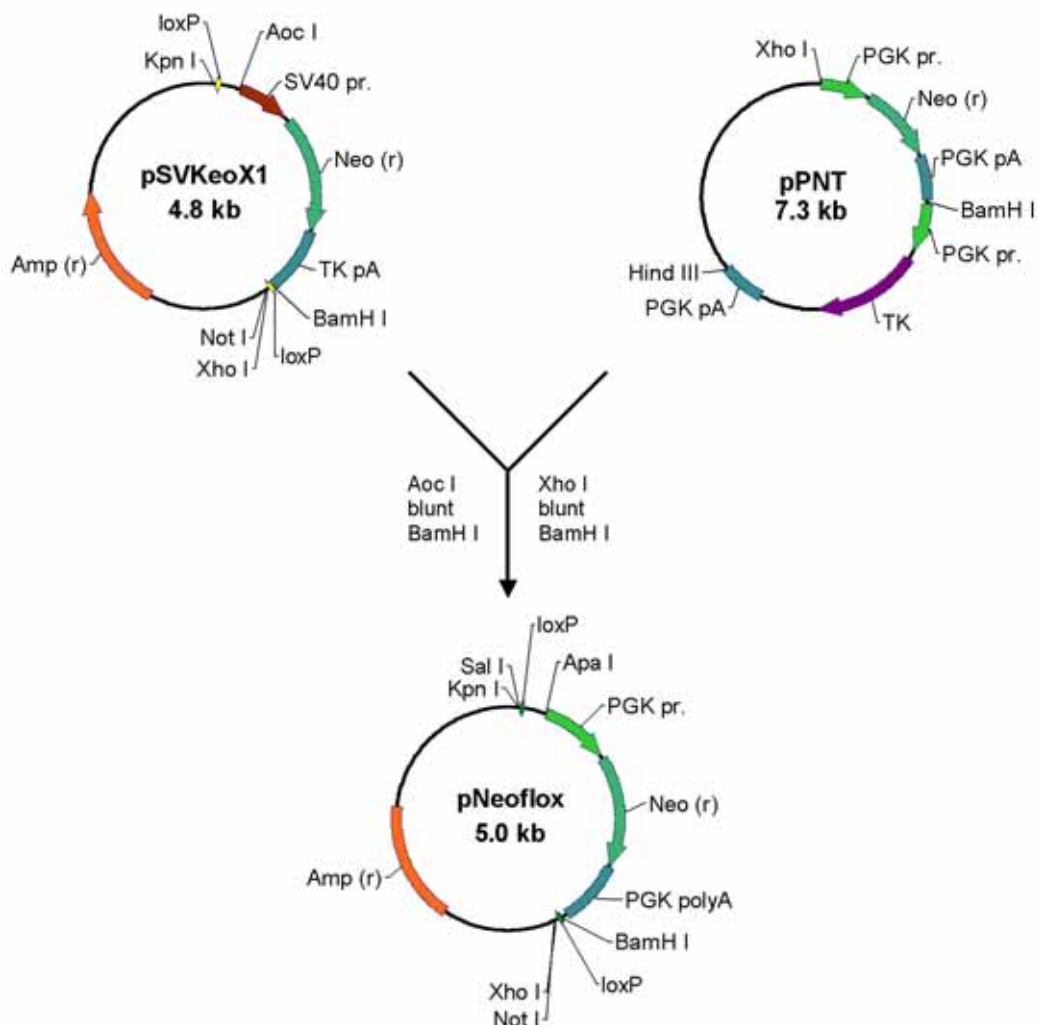 loxP
Aoc I
Kpn I
SV40 pr.
Neo (r)
pSVKeoX1
4.8 kb
Amp (r)
TK pA
BamH I
Not I
loxP
Xho I
Xho I
PGK pr.
Neo (r)
PGK pA
pPNT
7.3 kb
BamH I
PGK pr.
Hind III
PGK pA
TK
Aoc I
blunt
BamH I
Xho I
blunt
BamH I
loxP
Sal I
Apa I
Kpn I
PGK pr.
pNeoflox
5.0 kb
Neo (r)
Amp (r)
PGK polyA
BamH I
Xho I
loxP
Not I